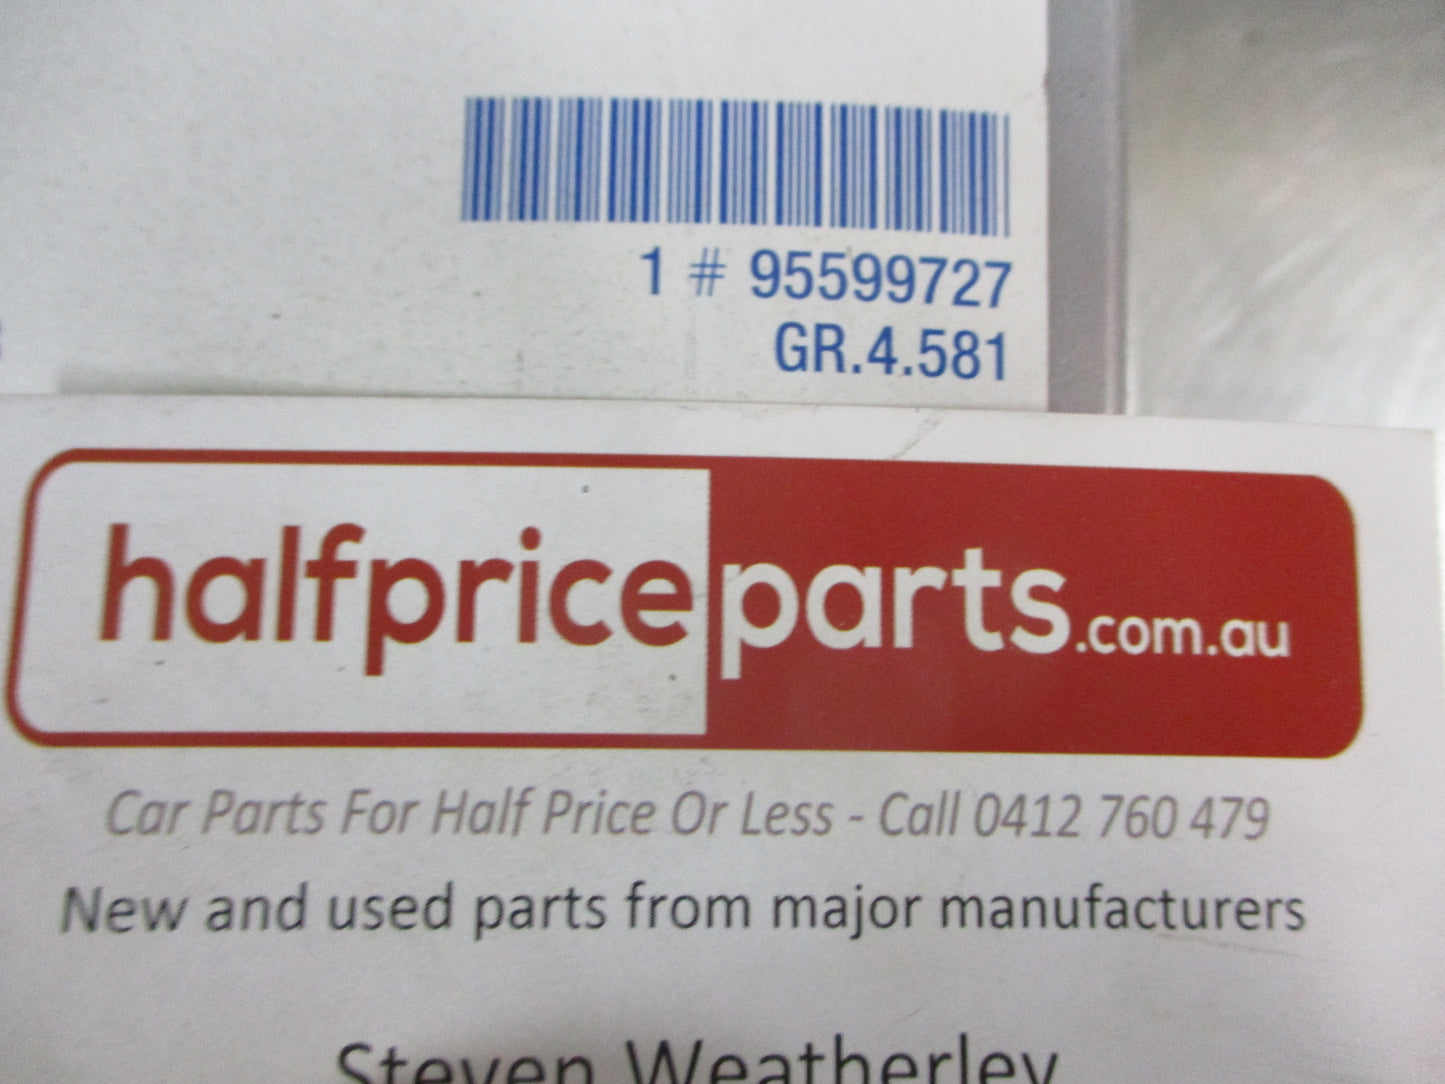 1 # 95599727
GR.4.581
halfpriceparts.com.au
Car Parts For Half Price Or Less - Call 0412 760 479
New and used parts from major manufacturers
Steven Weatherley